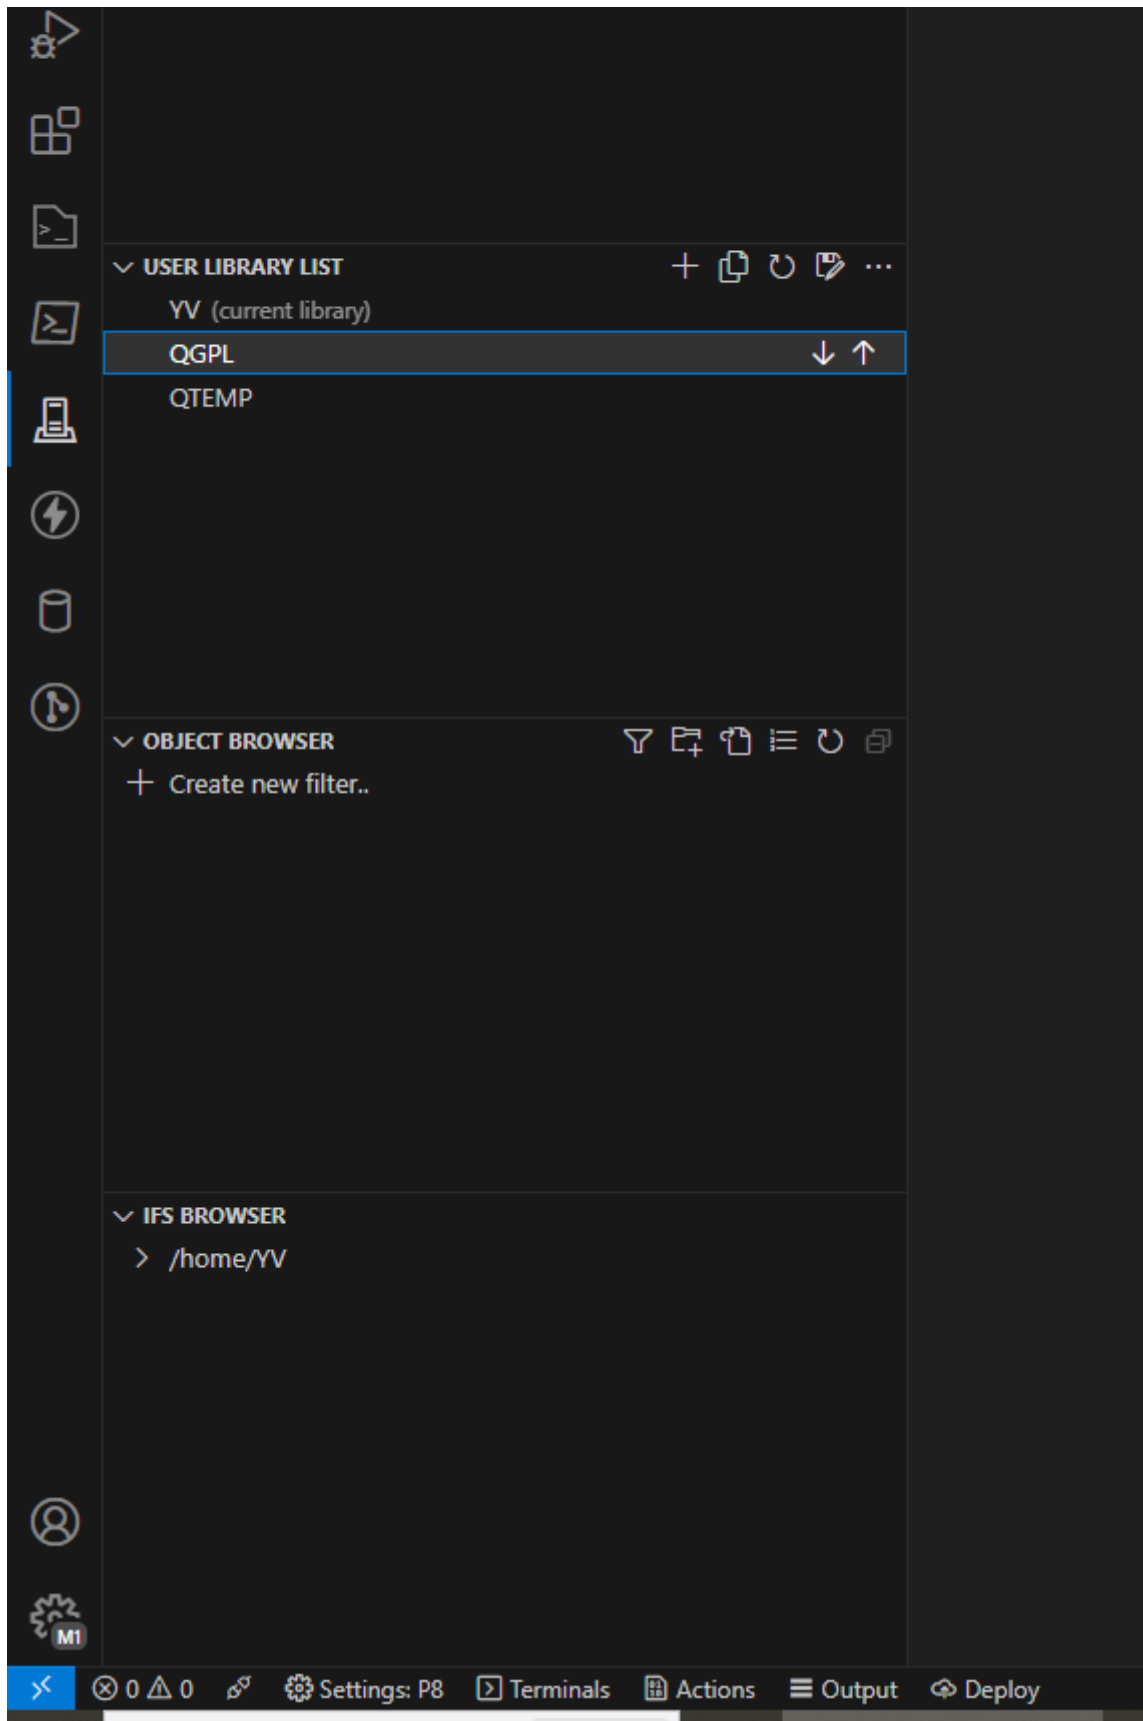 USER LIBRARY LIST
YV (current library)
QGPL
QTEMP
OBJECT BROWSER
Create new filter..
IFS BROWSER
/home/YV
M1
0 0 Settings: P8 Terminals Actions Output Deploy